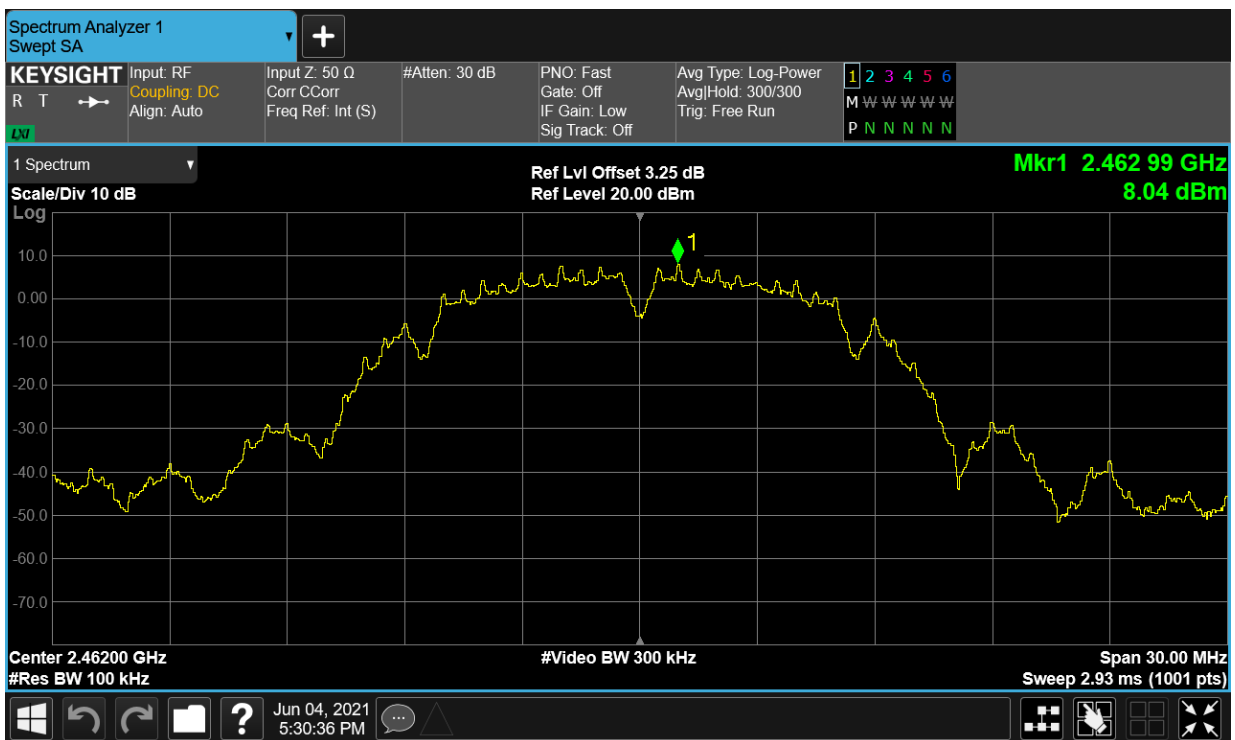 Spectrum Analyzer 1
Swept SA
KEYSIGHT
R T
LXI
Input: RF
Coupling: DC
Align: Auto
Input Z: 50 Ω
Corr CCorr
Freq Ref: Int (S)
#Atten: 30 dB
PNO: Fast
Gate: Off
IF Gain: Low
Sig Track: Off
Avg Type: Log-Power
Avg|Hold: 300/300
Trig: Free Run
1 2 3 4 5 6
M W W W W W
P N N N N N
1 Spectrum
Scale/Div 10 dB
Log
Ref Lvl Offset 3.25 dB
Ref Level 20.00 dBm
Mkr1 2.462 99 GHz
8.04 dBm
1
10.0
0.00
-10.0
-20.0
-30.0
-40.0
-50.0
-60.0
-70.0
Center 2.46200 GHz
#Res BW 100 kHz
#Video BW 300 kHz
Span 30.00 MHz
Sweep 2.93 ms (1001 pts)
?
Jun 04, 2021
5:30:36 PM